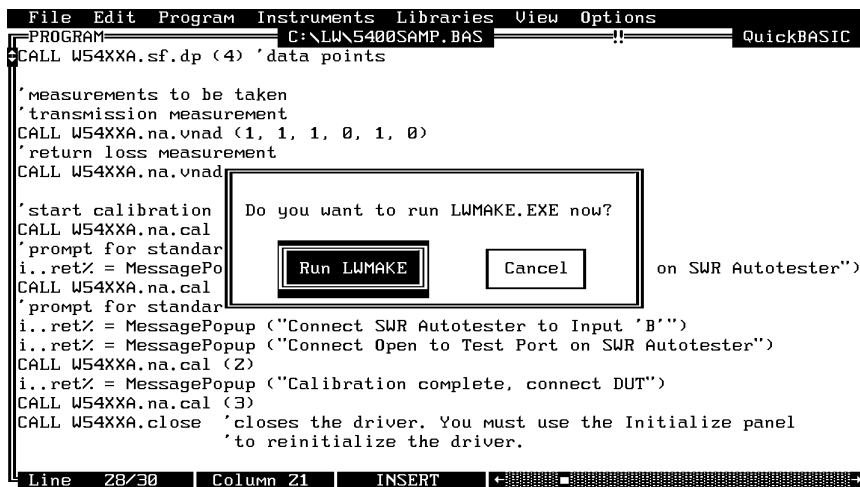 File Edit Program Instruments Libraries View Options
PROGRAM C:\LW\5400SAMP.BAS !! QuickBASIC
CALL W54XXA.sf.dp (4) 'data points
'measurements to be taken
'transmission measurement
CALL W54XXA.na.vnad (1, 1, 1, 0, 1, 0)
'return loss measurement
CALL W54XXA.na.vnad
'start calibration
CALL W54XXA.na.cal
'prompt for standar
i..ret% = MessagePo on SWR Autotester")
CALL W54XXA.na.cal
'prompt for standar
Do you want to run LWMAKE.EXE now?
Run LWMAKE Cancel
i..ret% = MessagePopup ("Connect SWR Autotester to Input 'B'")
i..ret% = MessagePopup ("Connect Open to Test Port on SWR Autotester")
CALL W54XXA.na.cal (2)
i..ret% = MessagePopup ("Calibration complete, connect DUT")
CALL W54XXA.na.cal (3)
CALL W54XXA.close 'closes the driver. You must use the Initialize panel
'to reinitialize the driver.
Line 28/30 Column 21 INSERT